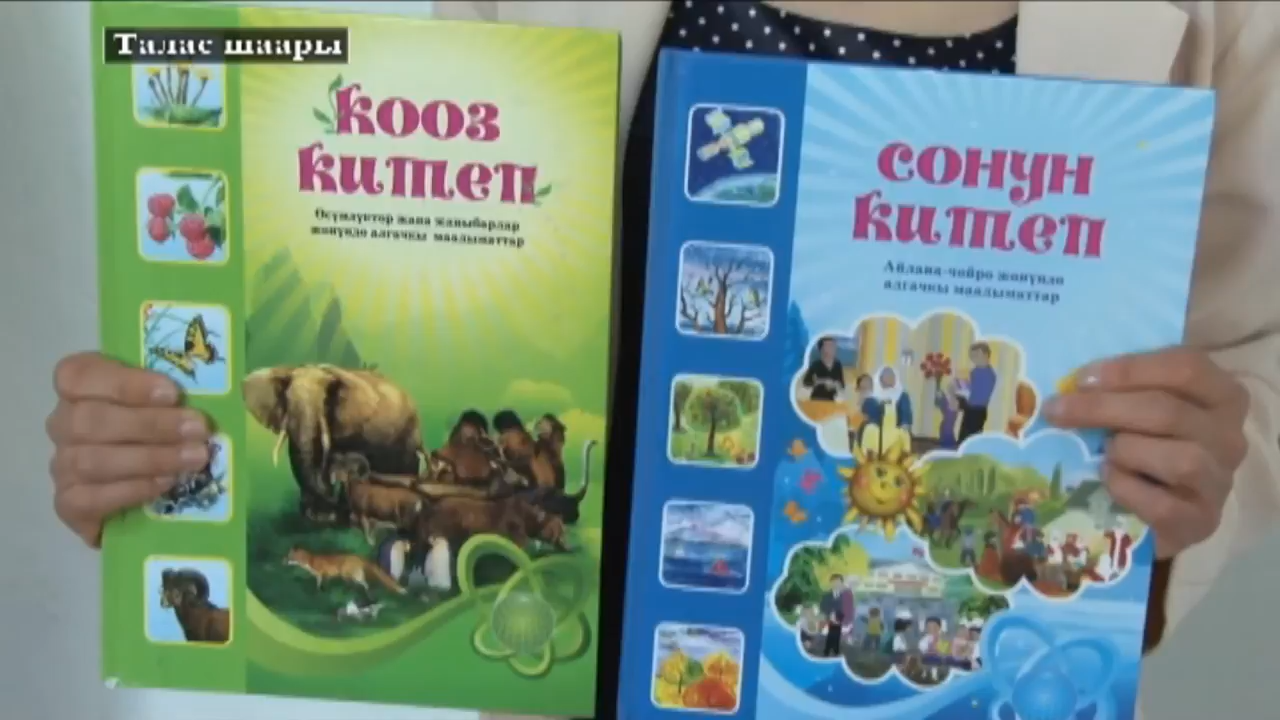 Талас шаары
кооз
китеп
Өсүмдүктөр жана жаныбарлар
жөнүндө алгачкы маалыматтар
сонун
китеп
Айлана-чөйрө жөнүндө
алгачкы маалыматтар